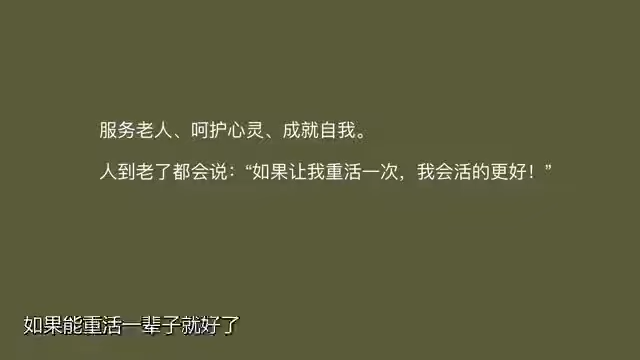 服务老人、呵护心灵、成就自我。
人到老了都会说：“如果让我重活一次，我会活的更好！”
如果能重活一辈子就好了